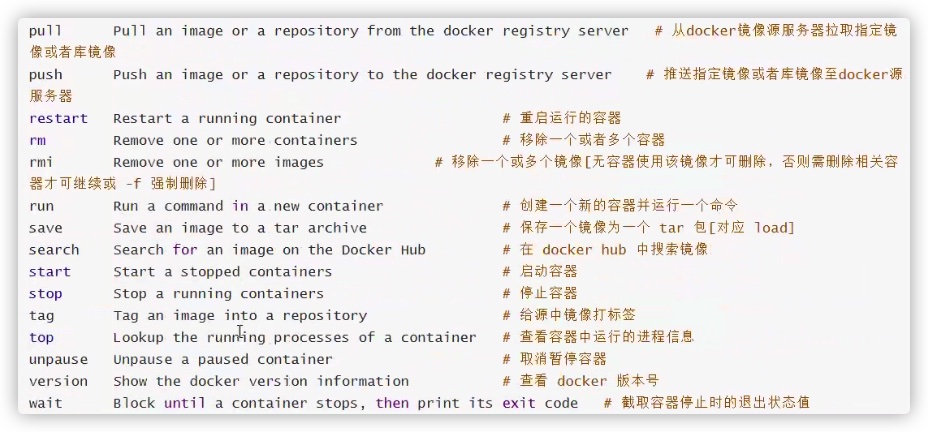 pull Pull an image or a repository from the docker registry server # 从docker镜像源服务器拉取指定镜
像或者库镜像
push Push an image or a repository to the docker registry server # 推送指定镜像或者库镜像至docker源
服务器
restart Restart a running container # 重启运行的容器
rm Remove one or more containers # 移除一个或者多个容器
rmi Remove one or more images # 移除一个或多个镜像[无容器使用该镜像才可删除，否则需删除相关容
器才可继续或 -f 强制删除]
run Run a command in a new container # 创建一个新的容器并运行一个命令
save Save an image to a tar archive # 保存一个镜像为一个 tar 包[对应 load]
search Search for an image on the Docker Hub # 在 docker hub 中搜索镜像
start Start a stopped containers # 启动容器
stop Stop a running containers # 停止容器
tag Tag an image into a repository # 给源中镜像打标签
top Lookup the running processes of a container # 查看容器中运行的进程信息
unpause Unpause a paused container # 取消暂停容器
version Show the docker version information # 查看 docker 版本号
wait Block until a container stops, then print its exit code # 截取容器停止时的退出状态值